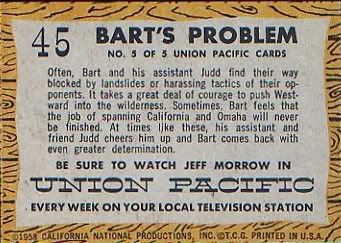 45
BART'S PROBLEM
NO. 5 OF 5 UNION PACIFIC CARDS
Often, Bart and his assistant Judd find their way
blocked by landslides or harassing tactics of their op-
ponents. It takes a great deal of courage to push West-
ward into the wilderness. Sometimes, Bart feels that
the job of spanning California and Omaha will never
be finished. At times like these, his assistant and
friend Judd cheers him up and Bart comes back with
even greater determination.
BE SURE TO WATCH JEFF MORROW IN
UNION PACIFIC
EVERY WEEK ON YOUR LOCAL TELEVISION STATION
©1958 CALIFORNIA NATIONAL PRODUCTIONS, INC. ©T.C.G. PRINTED IN U.S.A.